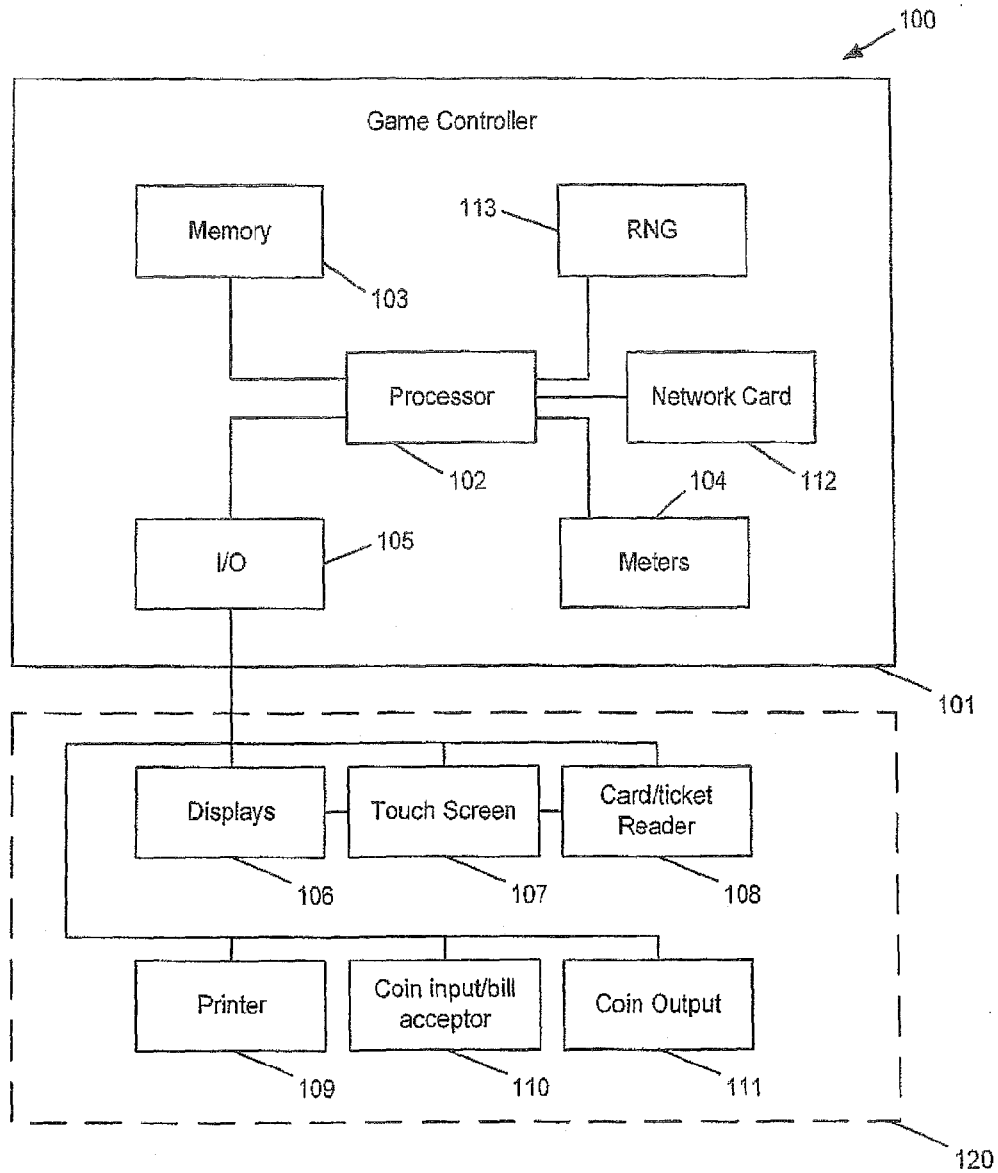 100
Game Controller
Memory
113
RNG
103
Processor
Network Card
102
104
112
I/O
105
Meters
101
Displays
Touch Screen
Card/ticket
Reader
106
107
108
Printer
Coin input/bill
acceptor
Coin Output
109
110
111
120